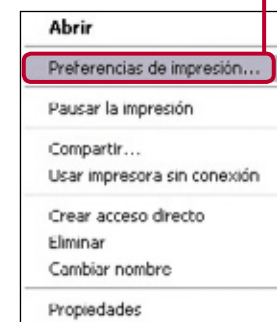 Abrir
Preferencias de impresión...
Pausar la impresión
Compartir...
Usar impresora sin conexión
Crear acceso directo
Eliminar
Cambiar nombre
Propiedades